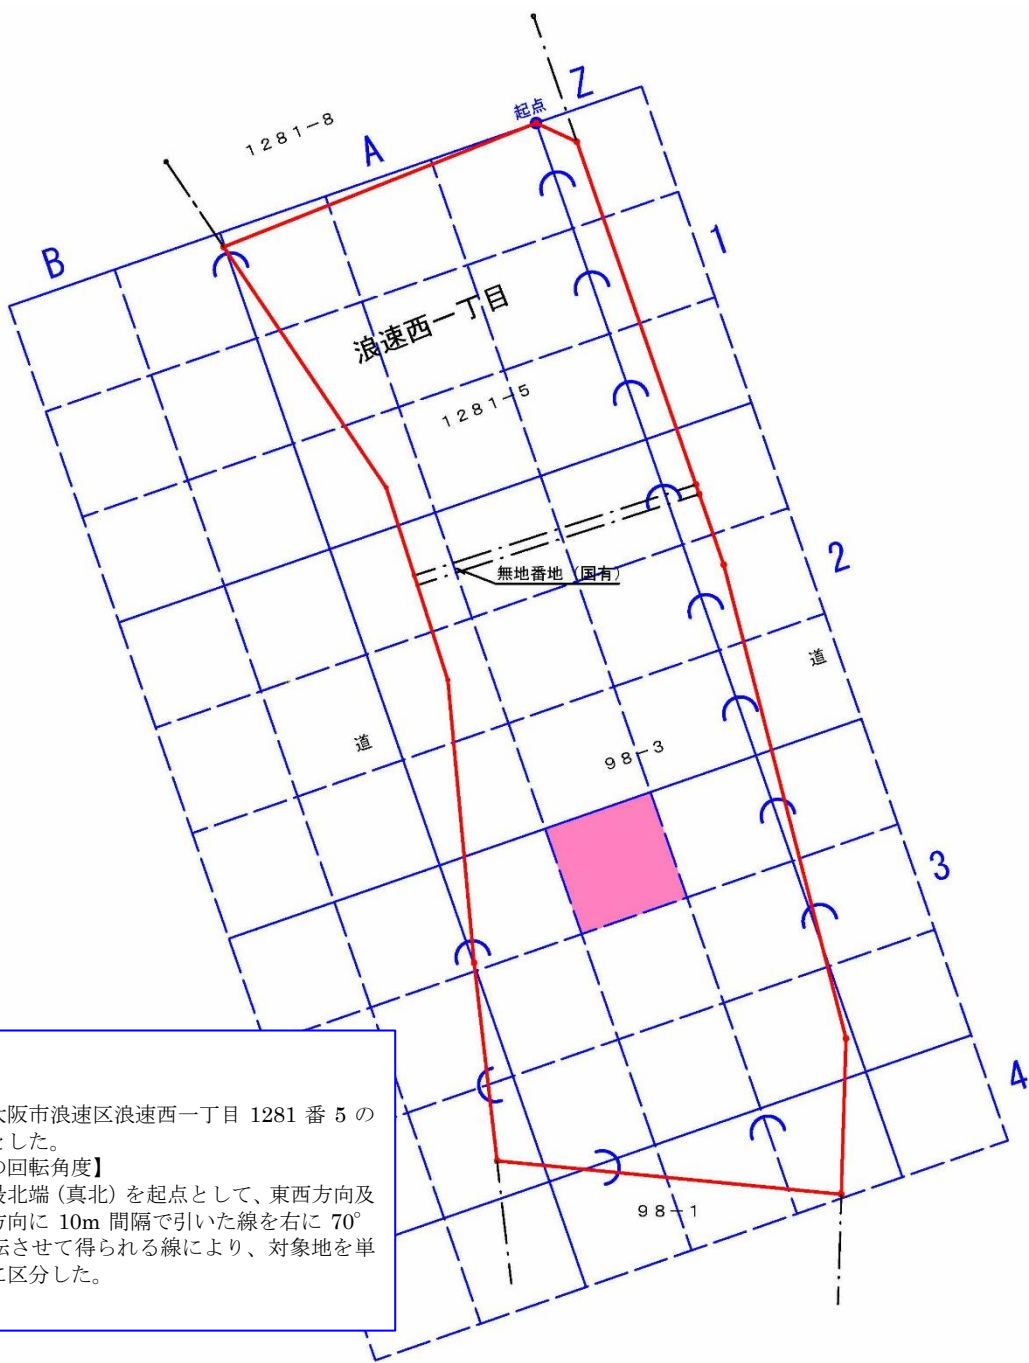 Z
起点
1281-8
A
1
B
浪速西一丁目
1281-5
2
無地番地（国有）
道
道
98-3
3
4
大阪市浪速区浪速西一丁目 1281 番 5 の
とした。
の回転角度】
最北端（真北）を起点として、東西方向及
方向に 10m 間隔で引いた線を右に 70°
転させて得られる線により、対象地を単
に区分した。
98-1